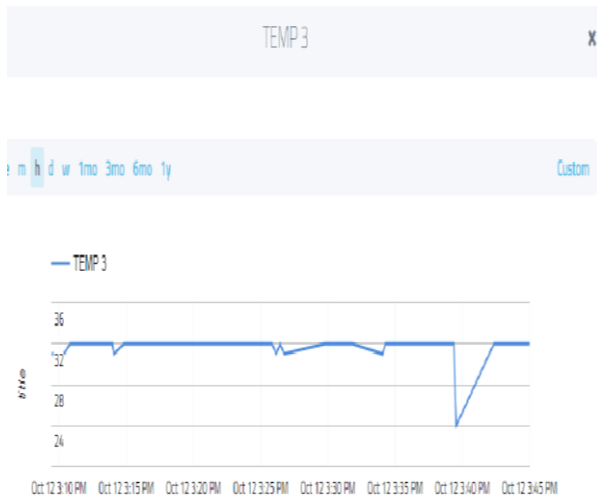 TEMP 3 x
m h d w 1mo 3mo 6mo 1y Custom
TEMP 3
36
32
28
24
Oct 12 3:10 PM Oct 12 3:15 PM Oct 12 3:20 PM Oct 12 3:25 PM Oct 12 3:30 PM Oct 12 3:35 PM Oct 12 3:40 PM Oct 12 3:45 PM